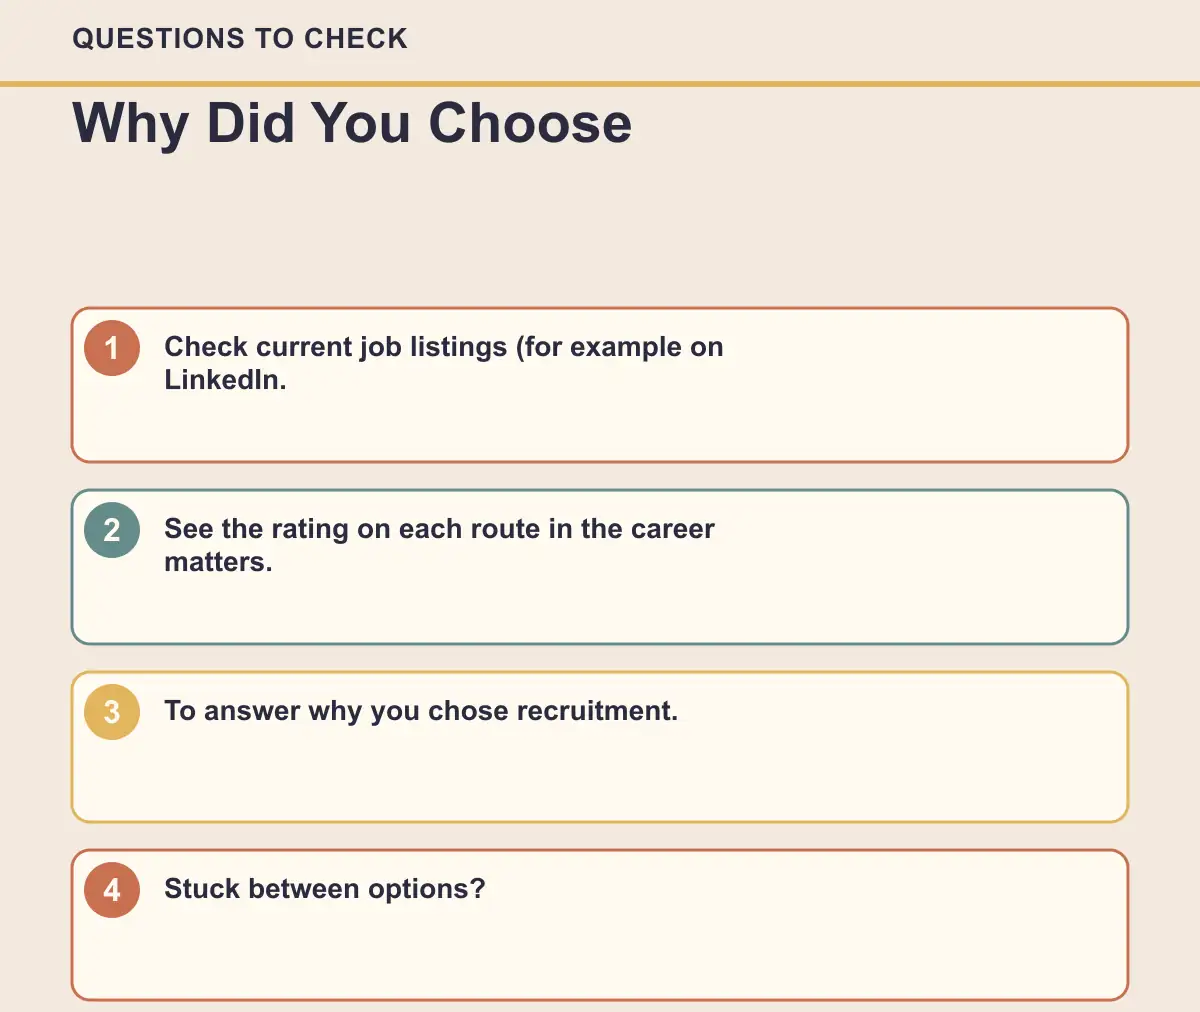 QUESTIONS TO CHECK
Why Did You Choose
1
Check current job listings (for example on
LinkedIn.
2
See the rating on each route in the career
matters.
3
To answer why you chose recruitment.
4
Stuck between options?